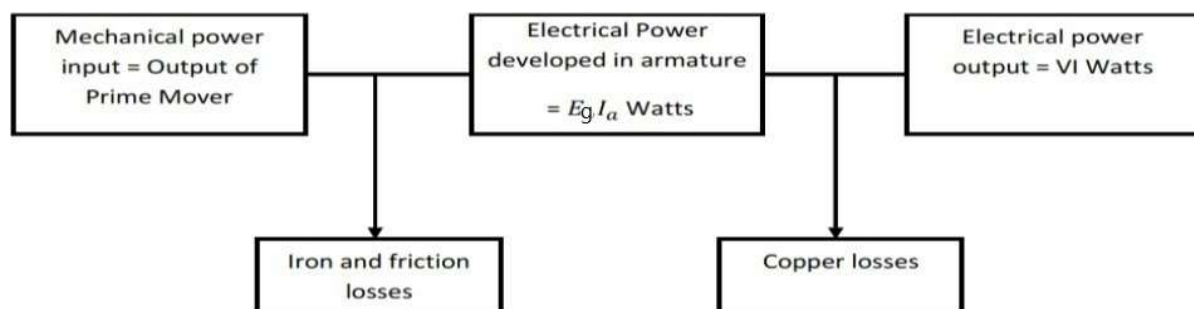 Mechanical power
input = Output of
Prime Mover
Electrical Power
developed in armature
= Eg I_a Watts
Electrical power
output = VI Watts
Iron and friction
losses
Copper losses